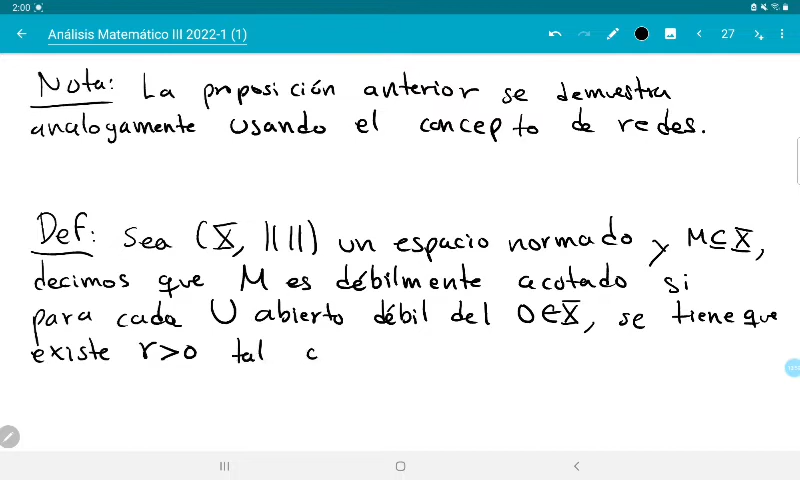 2:00
Análisis Matemático III 2022-1 (1)
27
Nota: La proposición anterior se demuestra
analogamente usando el concepto de redes.
Def: Sea (X, || ||) un espacio normado y M⊆X,
decimos que M es débilmente acotado si
para cada U abierto débil del 0∈X, se tiene que
existe r>0 tal c